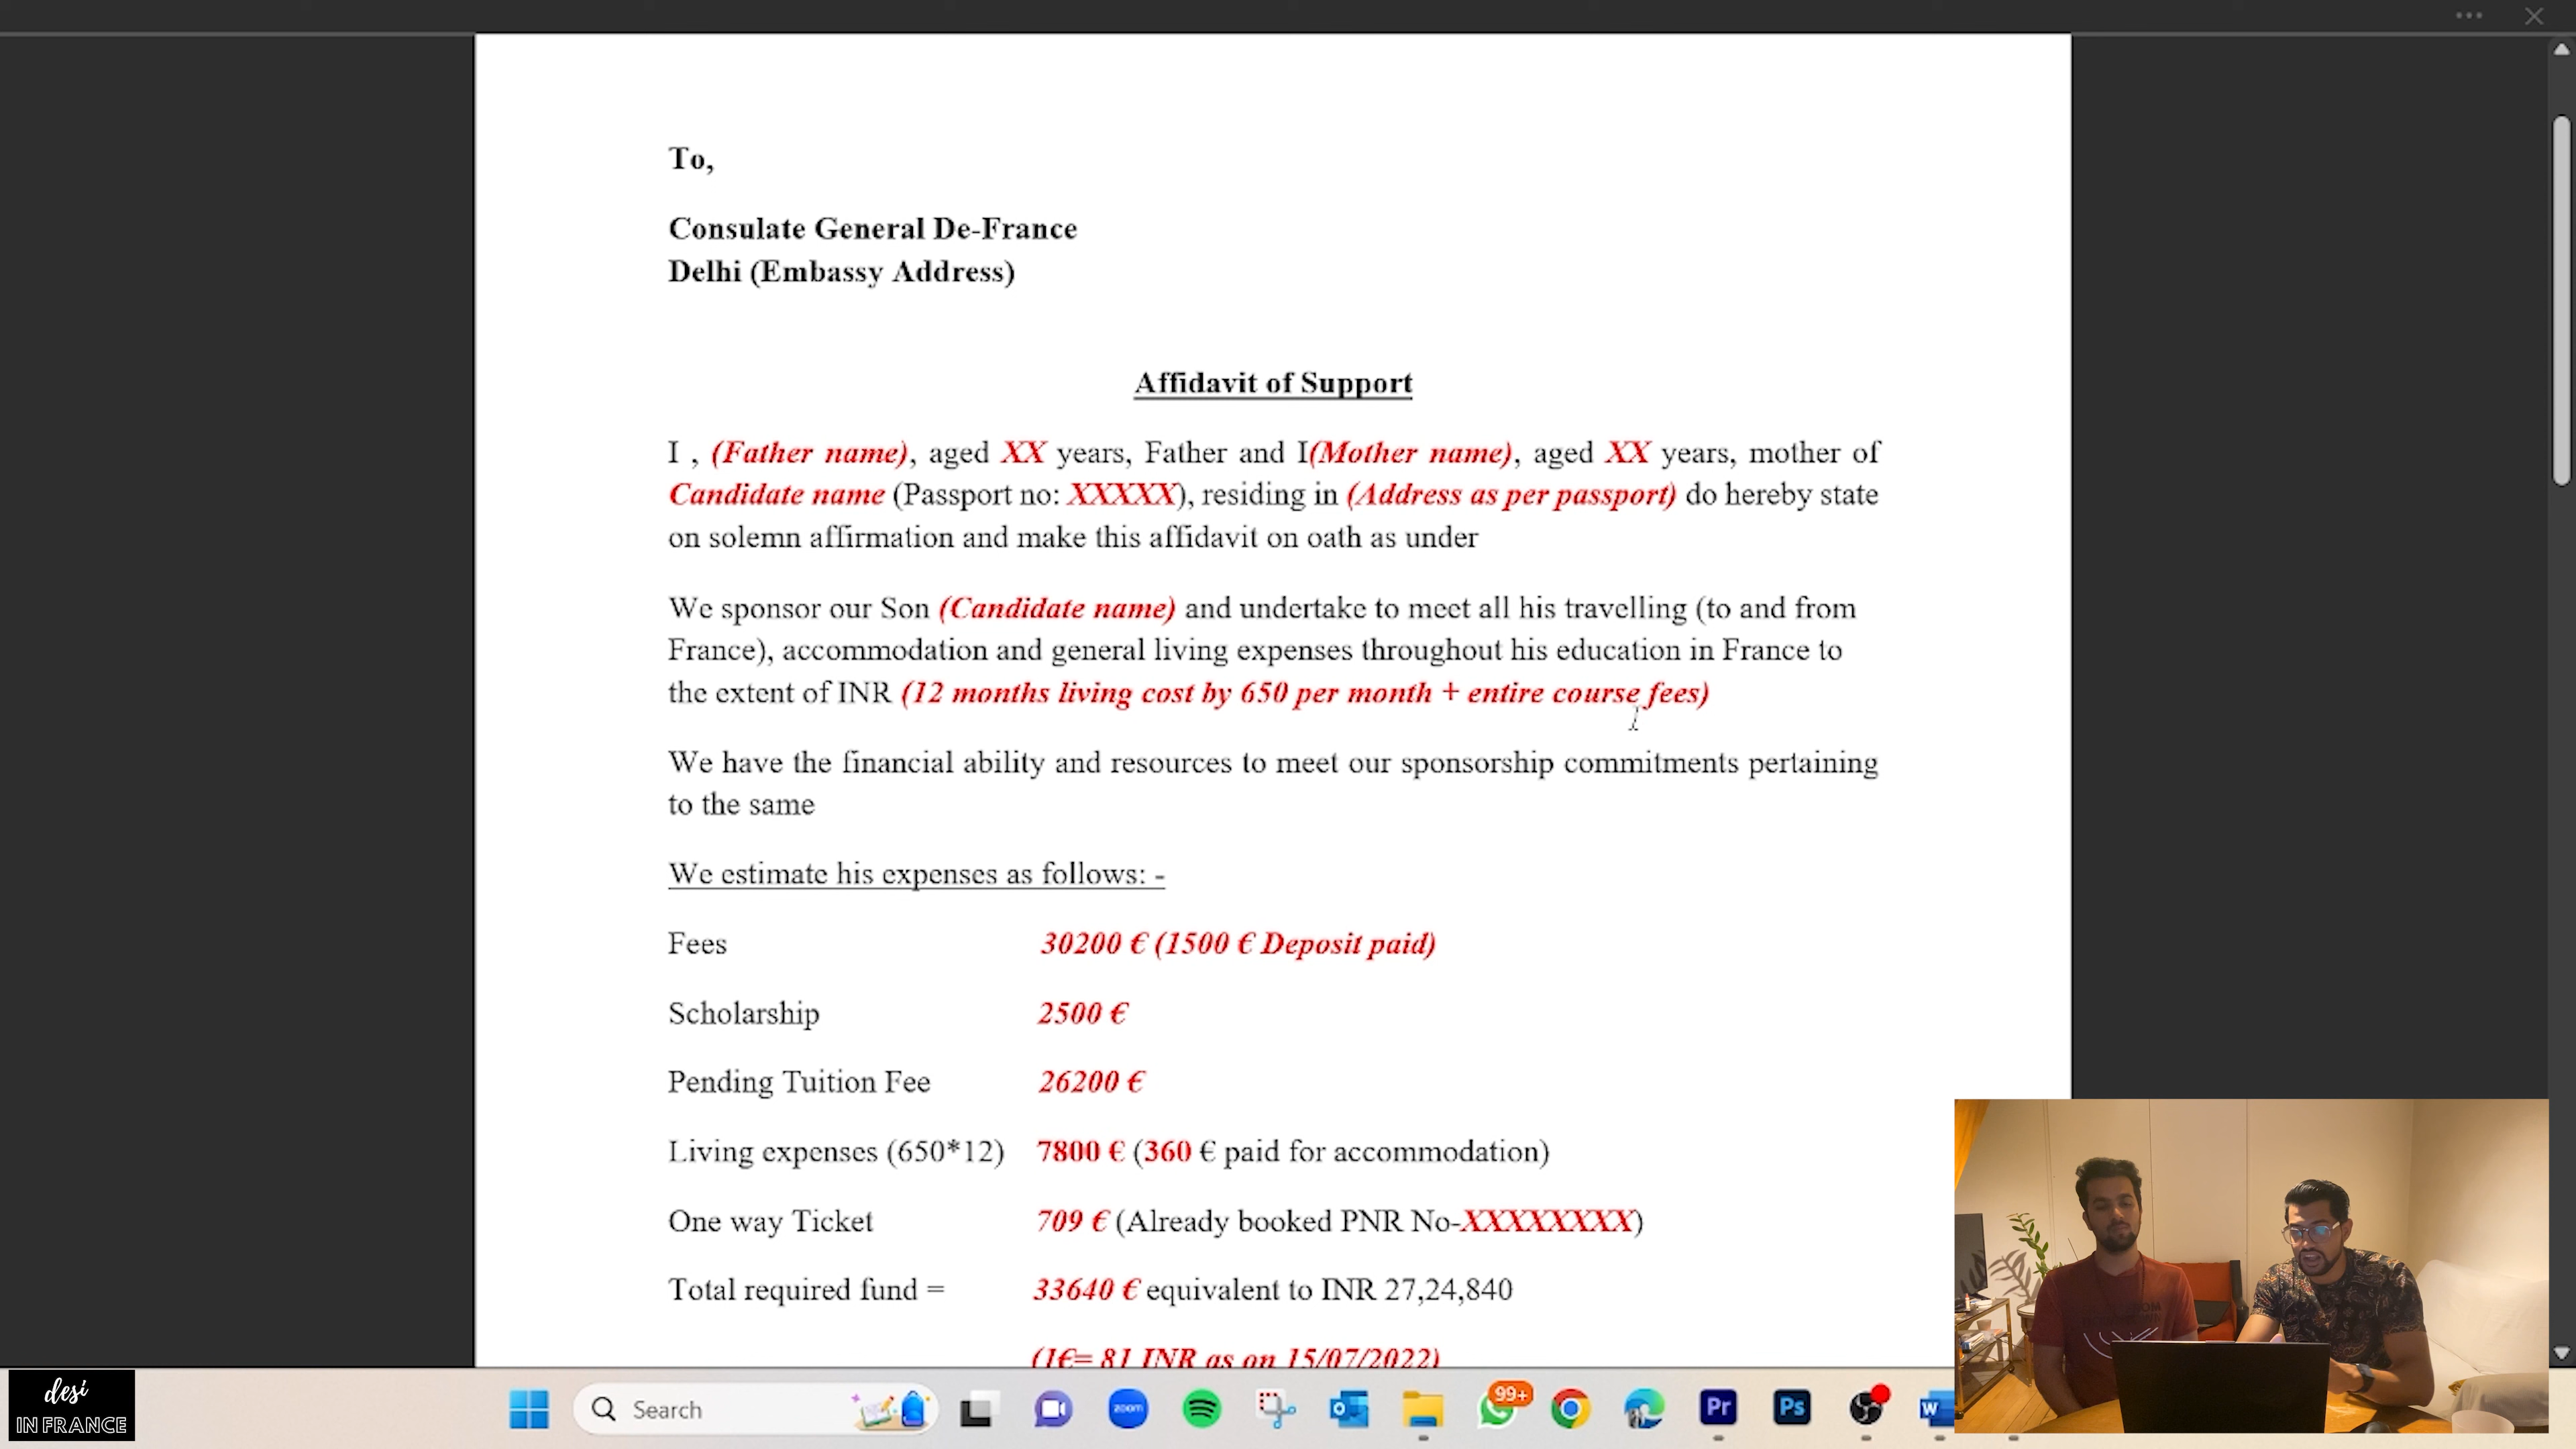 To,
Consulate General De-France
Delhi (Embassy Address)
Affidavit of Support
I , (Father name), aged XX years, Father and I(Mother name), aged XX years, mother of
Candidate name (Passport no: XXXXX), residing in (Address as per passport) do hereby state
on solemn affirmation and make this affidavit on oath as under
We sponsor our Son (Candidate name) and undertake to meet all his travelling (to and from
France), accommodation and general living expenses throughout his education in France to
the extent of INR (12 months living cost by 650 per month + entire course fees)
We have the financial ability and resources to meet our sponsorship commitments pertaining
to the same
We estimate his expenses as follows: -
Fees 30200 € (1500 € Deposit paid)
Scholarship 2500 €
Pending Tuition Fee 26200 €
Living expenses (650*12) 7800 € (360 € paid for accommodation)
One way Ticket 709 € (Already booked PNR No-XXXXXXXX)
Total required fund = 33640 € equivalent to INR 27,24,840
(1€= 81 INR as on 15/07/2022)
desi
IN FRANCE
Search
zoom
99+
Pr
Ps